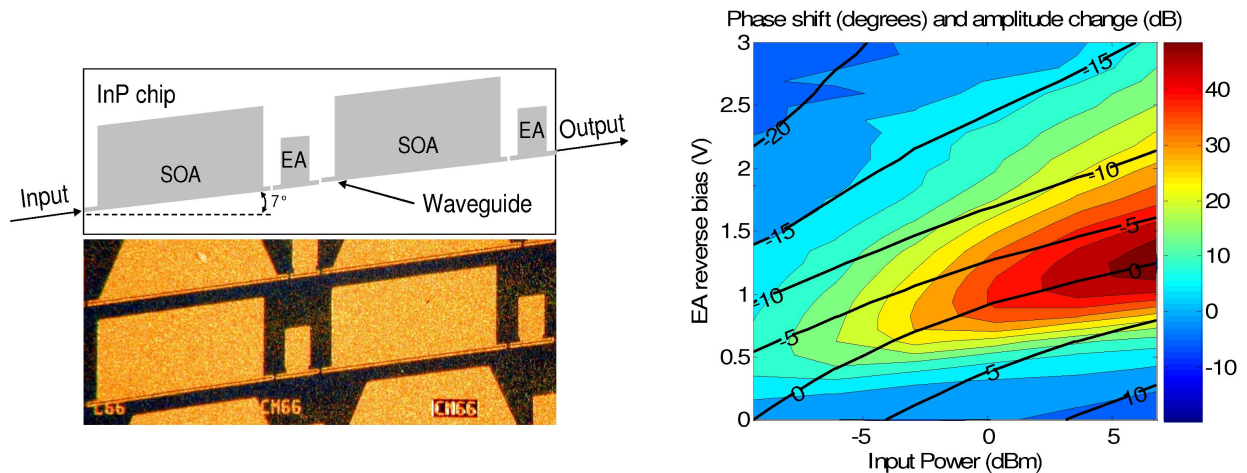 InP chip
SOA
EA
SOA
EA
Output
Input
7°
Waveguide
C66
CM66
CM66
Phase shift (degrees) and amplitude change (dB)
EA reverse bias (V)
3
2.5
2
1.5
1
0.5
0
-5
0
5
Input Power (dBm)
-20
-15
-15
-10
-10
-5
-5
0
0
5
10
40
30
20
10
0
-10